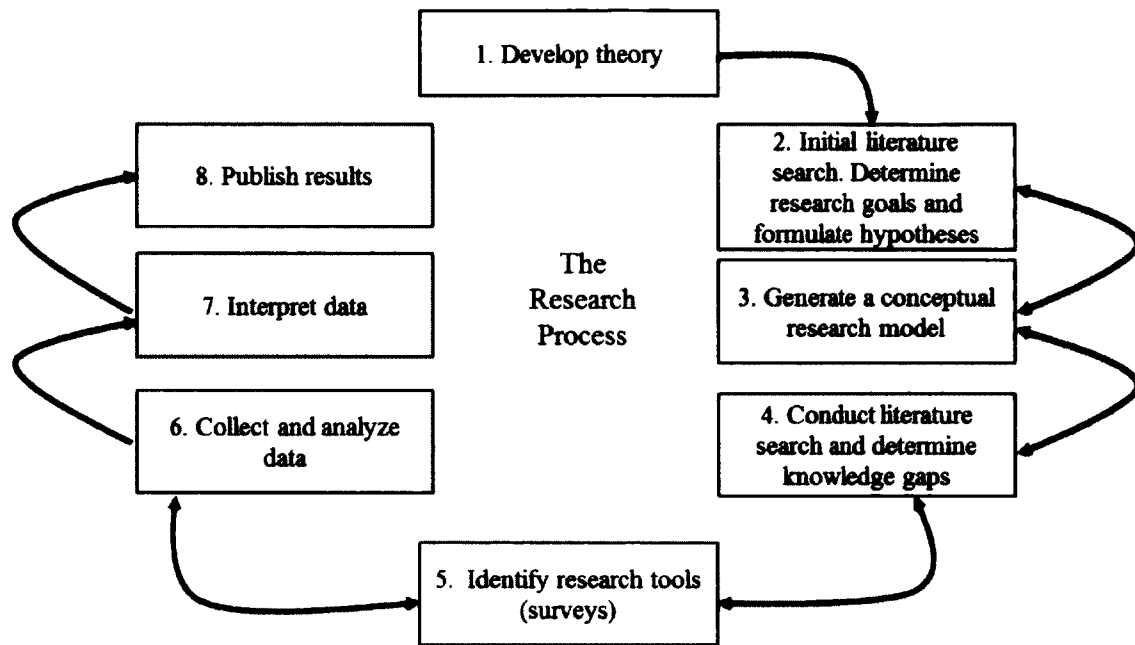 1. Develop theory
2. Initial literature
search. Determine
research goals and
formulate hypotheses
3. Generate a conceptual
research model
4. Conduct literature
search and determine
knowledge gaps
5. Identify research tools
(surveys)
6. Collect and analyze
data
7. Interpret data
8. Publish results
The
Research
Process